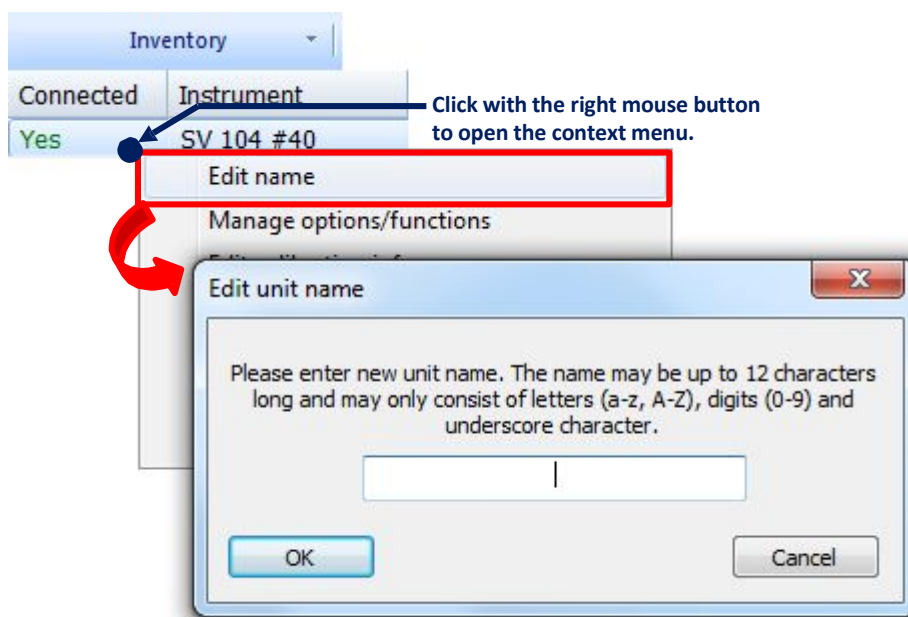 Inventory
Connected Instrument
Click with the right mouse button
to open the context menu.
Yes SV 104 #40
Edit name
Manage options/functions
Edit unit name
Please enter new unit name. The name may be up to 12 characters
long and may only consist of letters (a-z, A-Z), digits (0-9) and
underscore character.
OK Cancel